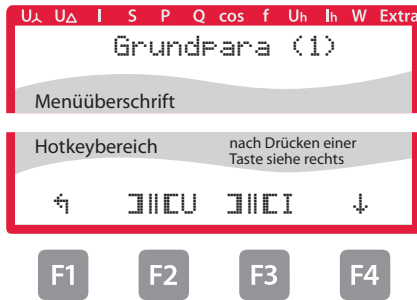 U⅄ U∆ I S P Q cos f Uh Ih W Extra
Grundpara (1)
Menüüberschrift
Hotkeybereich
nach Drücken einer
Taste siehe rechts
U I
F1 F2 F3 F4